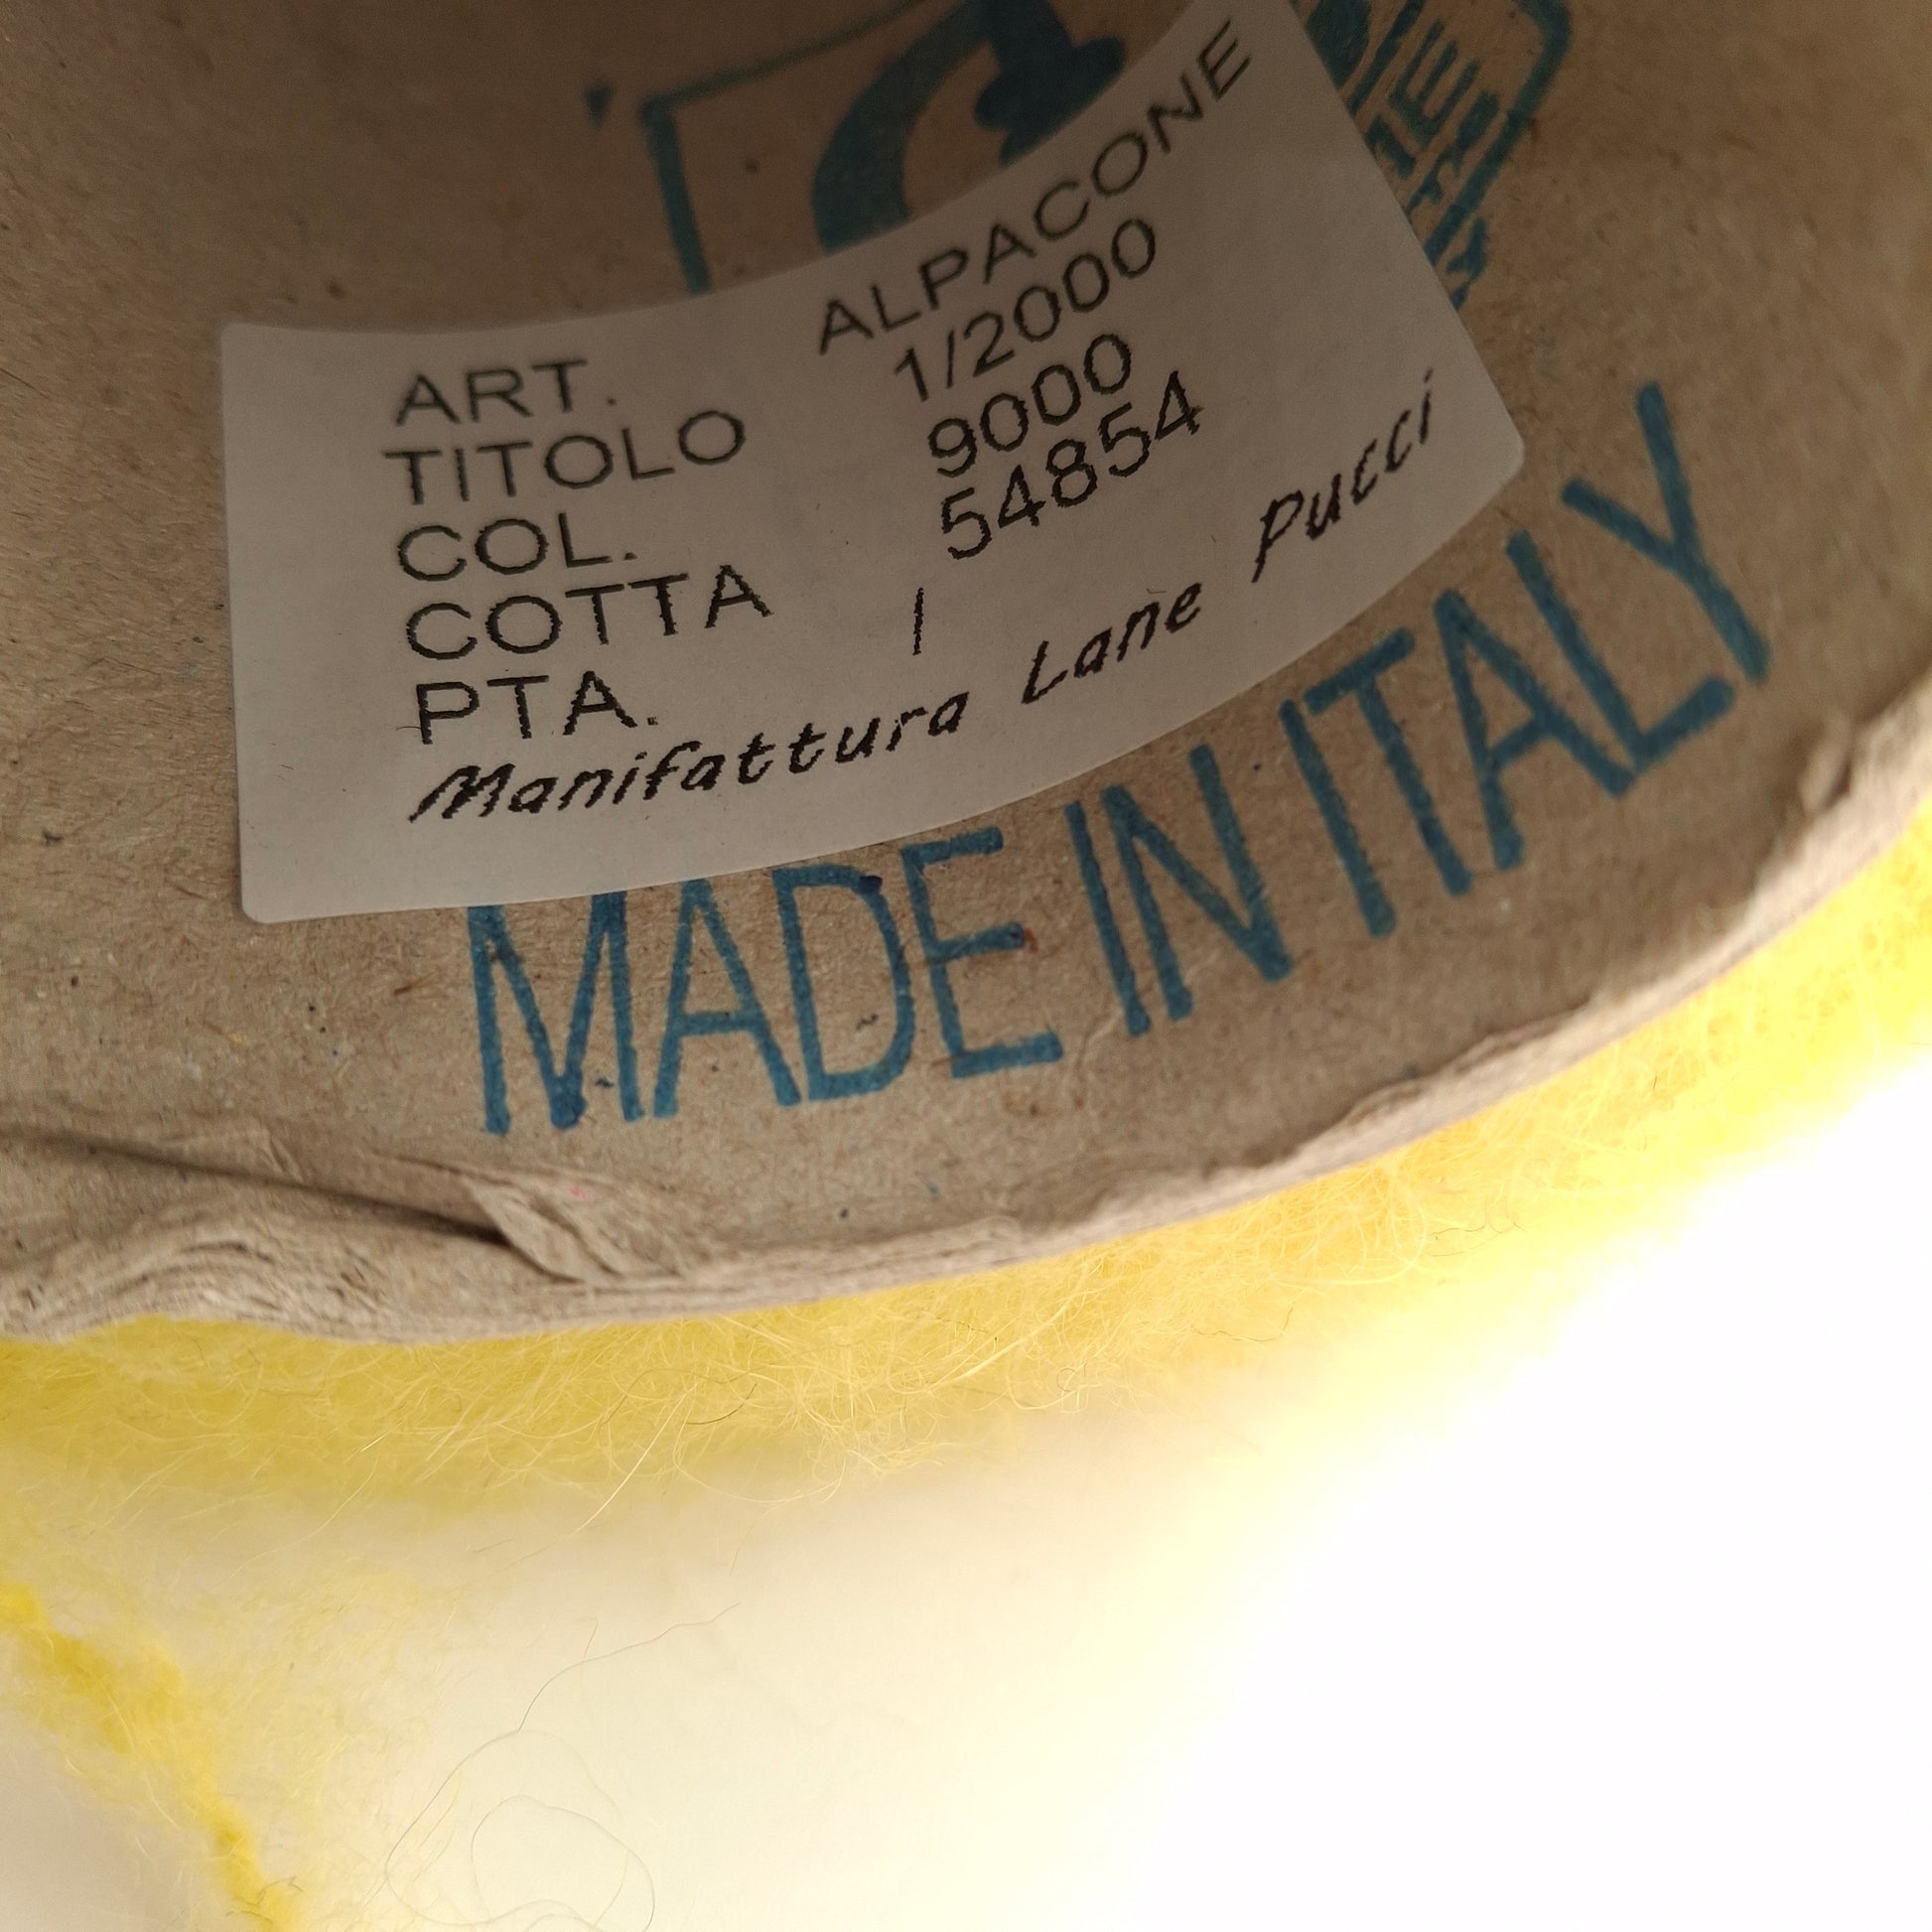 ART. ALPACONE
TITOLO 1/2000
COL. 9000
COTTA 54854
PTA. /
Manifattura Lane Pucci
MADE IN ITALY